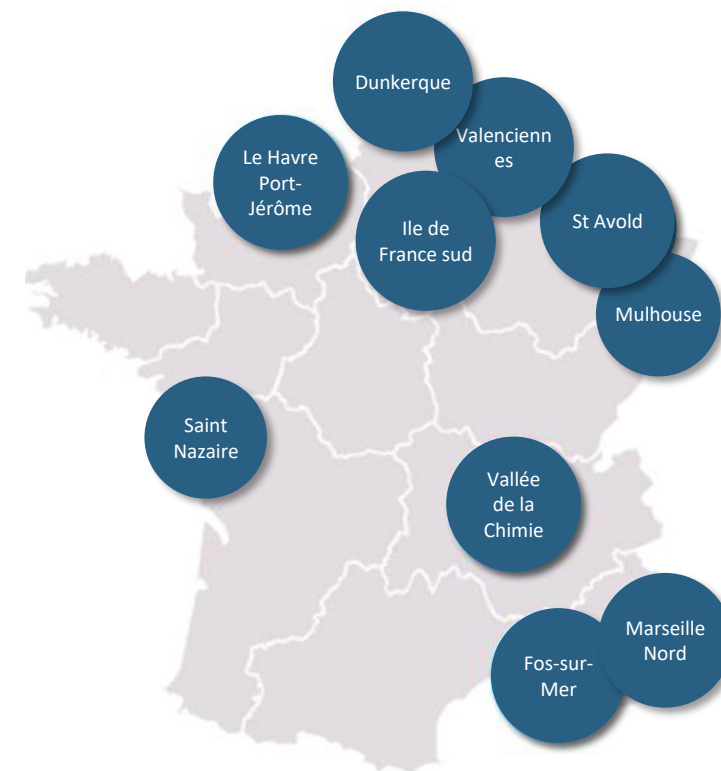 Dunkerque
Valencienn
es
Le Havre
Port-
Jérôme
Ile de
France sud
St Avold
Mulhouse
Saint
Nazaire
Vallée
de la
Chimie
Marseille
Nord
Fos-sur-
Mer